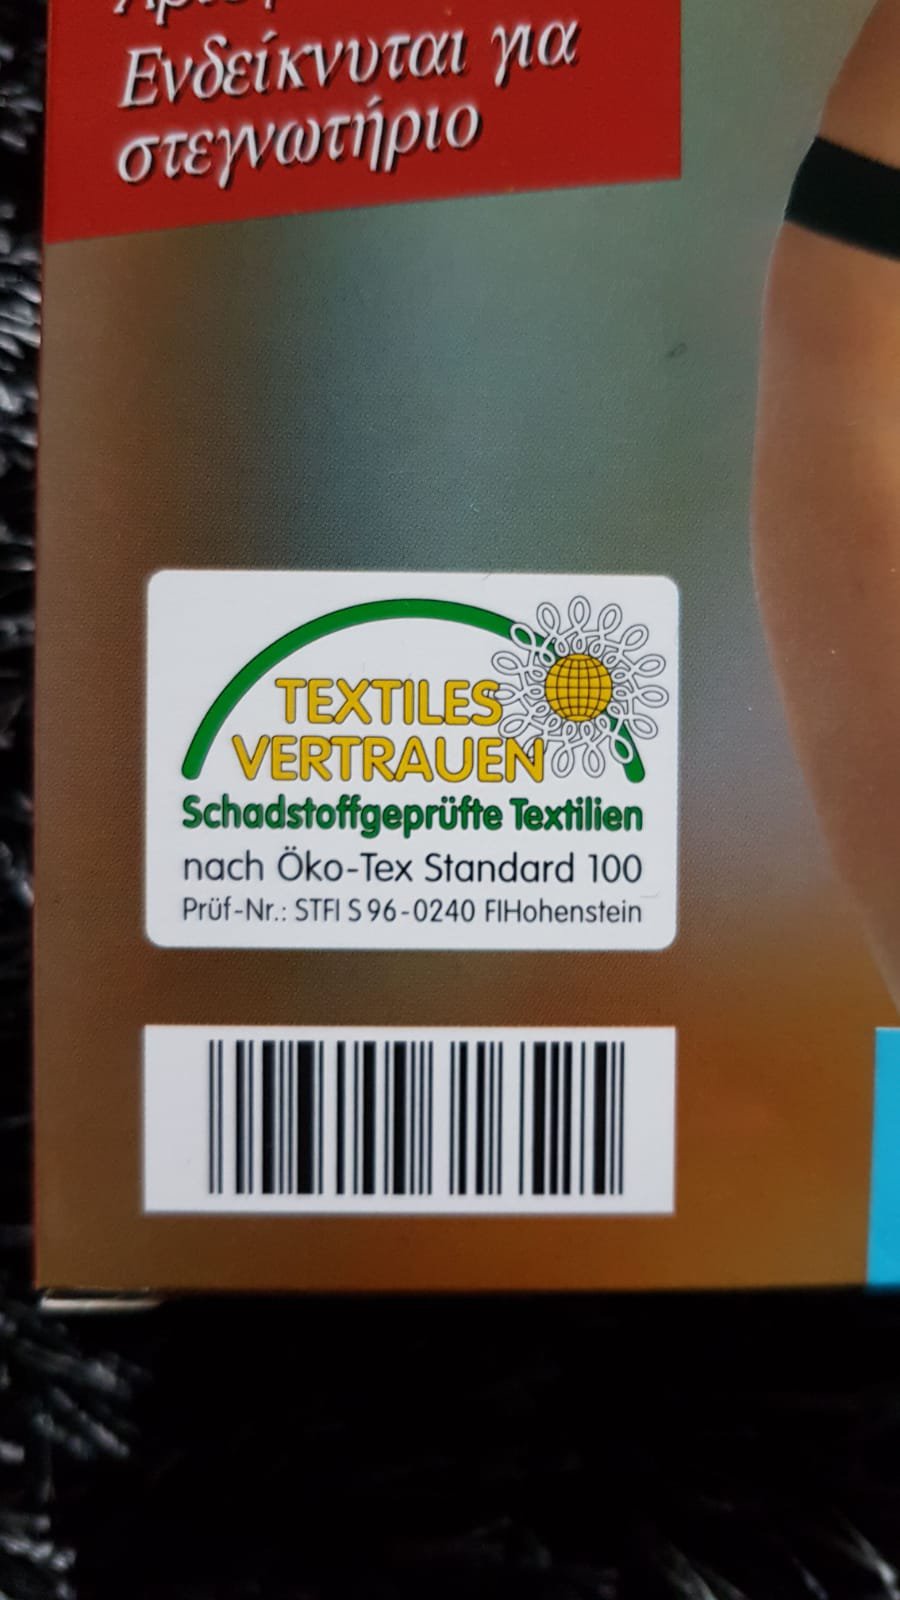 Ενδείκνυται για
στεγνωτήριο
TEXTILES
VERTRAUEN
Schadstoffgeprüfte Textilien
nach Öko-Tex Standard 100
Prüf-Nr.: STFI S 96-0240 FIHohenstein